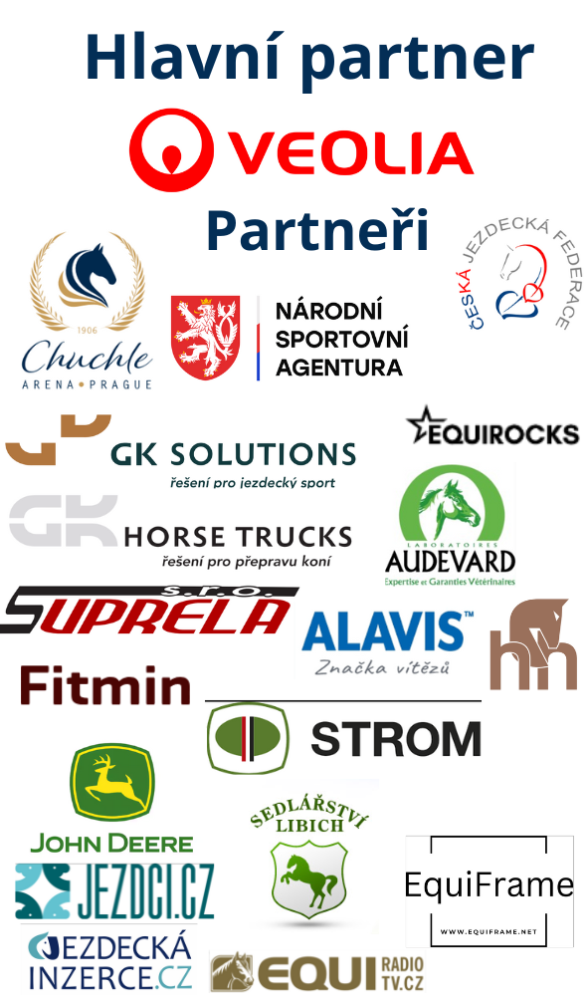 Hlavní partner
VEOLIA
Partneři
ČESKÁ JEZDECKÁ FEDERACE
1906
Chuchle
ARENA • PRAGUE
NÁRODNÍ
SPORTOVNÍ
AGENTURA
EQUIROCKS
GK SOLUTIONS
řešení pro jezdecký sport
GK HORSE TRUCKS
řešení pro přepravu koní
LABORATOIRES
AUDEVARD
Expertise et Garanties Vétérinaires
s.r.o.
SUPRELA
ALAVIS™
Značka vítězů
hh
Fitmin
STROM
JOHN DEERE
SEDLÁŘSTVÍ
LIBICH
EquiFrame
WWW.EQUIFRAME.NET
JEZDCI.CZ
JEZDECKÁ
INZERCE.CZ
EQUI RADIO
TV.CZ